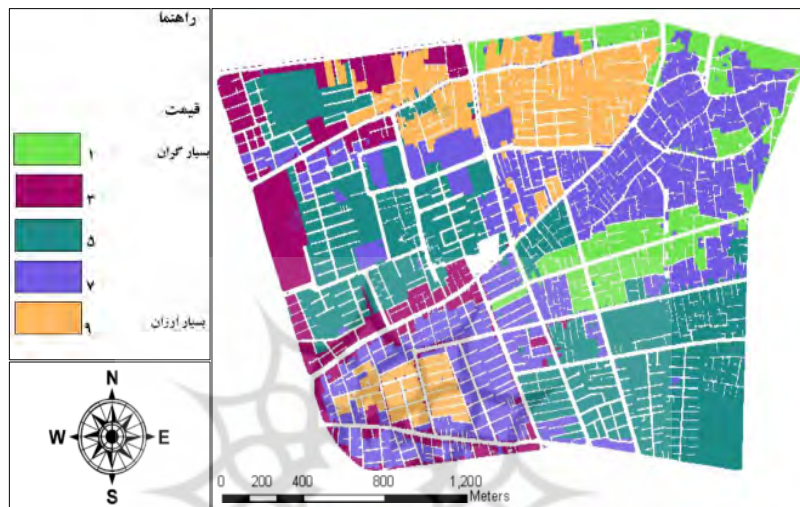 راهنما
قیمت
بسیار گران ۱
۳
۵
۷
بسیار ارزان ۹
N
W E
S
0 200 400 800 1,200
Meters